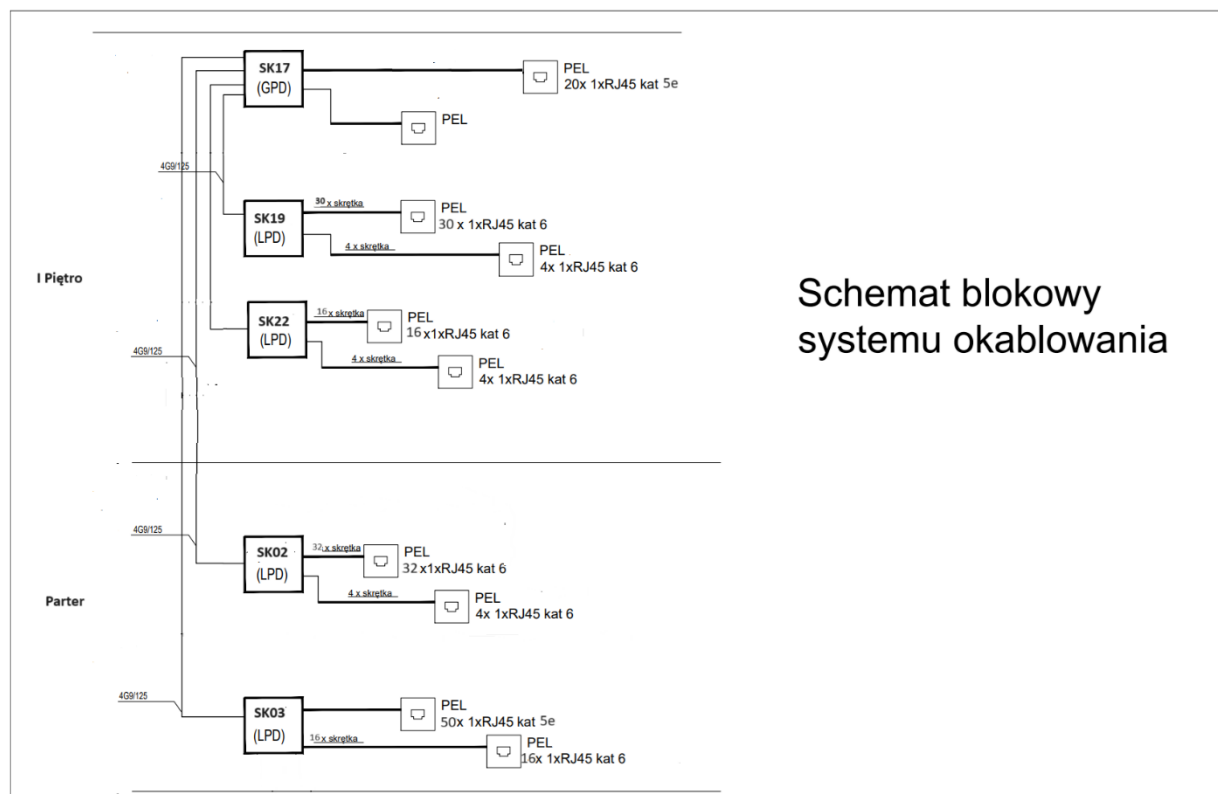 SK17
(GPD)
PEL
20x 1xRJ45 kat 5e
PEL
4G9/125
30 x skrętka
SK19
(LPD)
PEL
30 x 1xRJ45 kat 6
4 x skrętka
PEL
4x 1xRJ45 kat 6
I Piętro
Schemat blokowy
systemu okablowania
16 x skrętka
SK22
(LPD)
PEL
16 x1xRJ45 kat 6
4G9/125
4 x skrętka
PEL
4x 1xRJ45 kat 6
4G9/125
32 x skrętka
SK02
(LPD)
PEL
32 x1xRJ45 kat 6
4 x skrętka
PEL
4x 1xRJ45 kat 6
Parter
4G9/125
SK03
(LPD)
PEL
50x 1xRJ45 kat 5e
16 x skrętka
PEL
16x 1xRJ45 kat 6